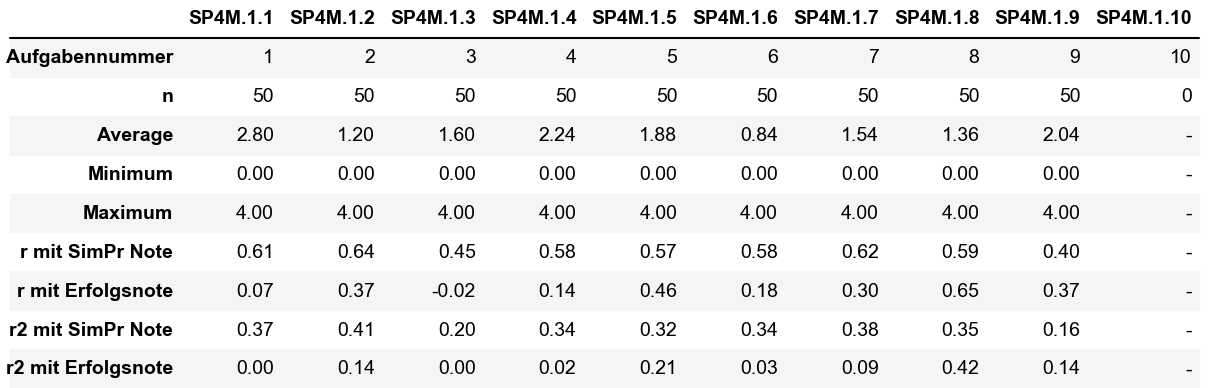 SP4M.1.1 SP4M.1.2 SP4M.1.3 SP4M.1.4 SP4M.1.5 SP4M.1.6 SP4M.1.7 SP4M.1.8 SP4M.1.9 SP4M.1.10
Aufgabennummer 1 2 3 4 5 6 7 8 9 10
n 50 50 50 50 50 50 50 50 50 0
Average 2.80 1.20 1.60 2.24 1.88 0.84 1.54 1.36 2.04 -
Minimum 0.00 0.00 0.00 0.00 0.00 0.00 0.00 0.00 0.00 -
Maximum 4.00 4.00 4.00 4.00 4.00 4.00 4.00 4.00 4.00 -
r mit SimPr Note 0.61 0.64 0.45 0.58 0.57 0.58 0.62 0.59 0.40 -
r mit Erfolgsnote 0.07 0.37 -0.02 0.14 0.46 0.18 0.30 0.65 0.37 -
r2 mit SimPr Note 0.37 0.41 0.20 0.34 0.32 0.34 0.38 0.35 0.16 -
r2 mit Erfolgsnote 0.00 0.14 0.00 0.02 0.21 0.03 0.09 0.42 0.14 -